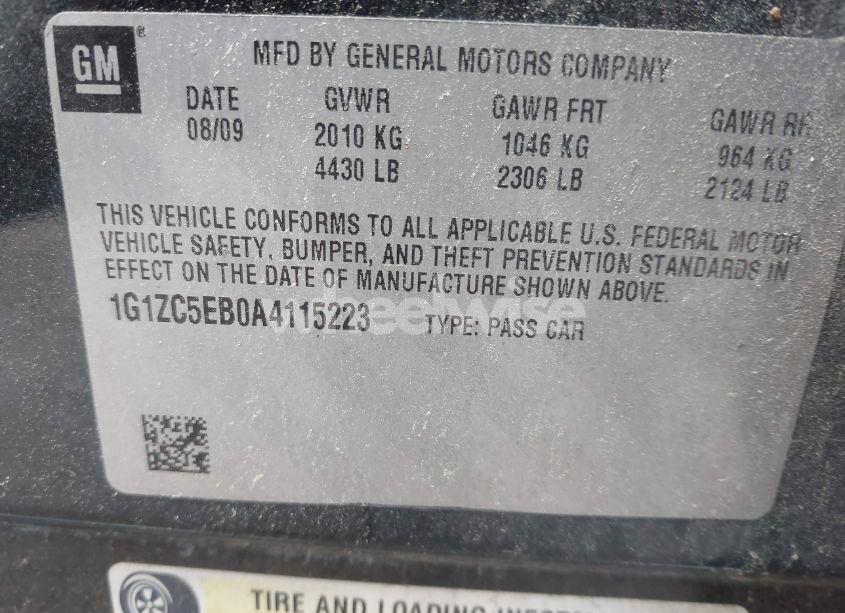 GM®
MFD BY GENERAL MOTORS COMPANY
DATE GVWR GAWR FRT GAWR RR
08/09 2010 KG 1046 KG 964 KG
4430 LB 2306 LB 2124 LB
THIS VEHICLE CONFORMS TO ALL APPLICABLE U.S. FEDERAL MOTOR
VEHICLE SAFETY, BUMPER, AND THEFT PREVENTION STANDARDS IN
EFFECT ON THE DATE OF MANUFACTURE SHOWN ABOVE.
1G1ZC5EB0A4115223 TYPE: PASS CAR
TIRE AND LOADING